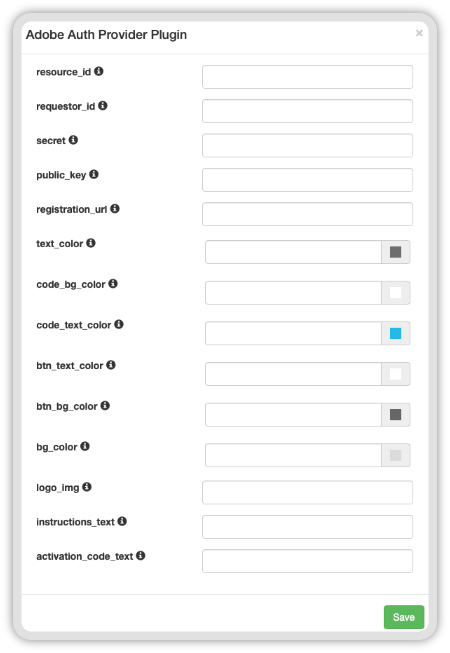 Adobe Auth Provider Plugin ×
resource_id
requestor_id
secret
public_key
registration_url
text_color
code_bg_color
code_text_color
btn_text_color
btn_bg_color
bg_color
logo_img
instructions_text
activation_code_text
Save